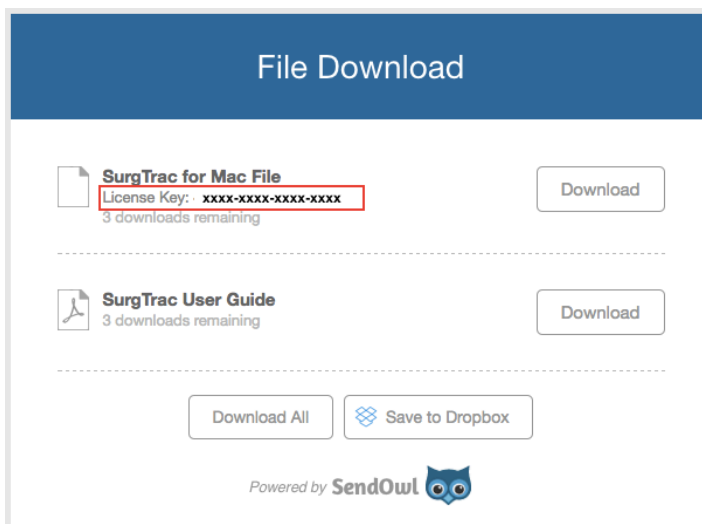 File Download
SurgTrac for Mac File
License Key: xxxx-xxxx-xxxx-xxxx
3 downloads remaining
Download
SurgTrac User Guide
3 downloads remaining
Download
Download All
Save to Dropbox
Powered by SendOwl